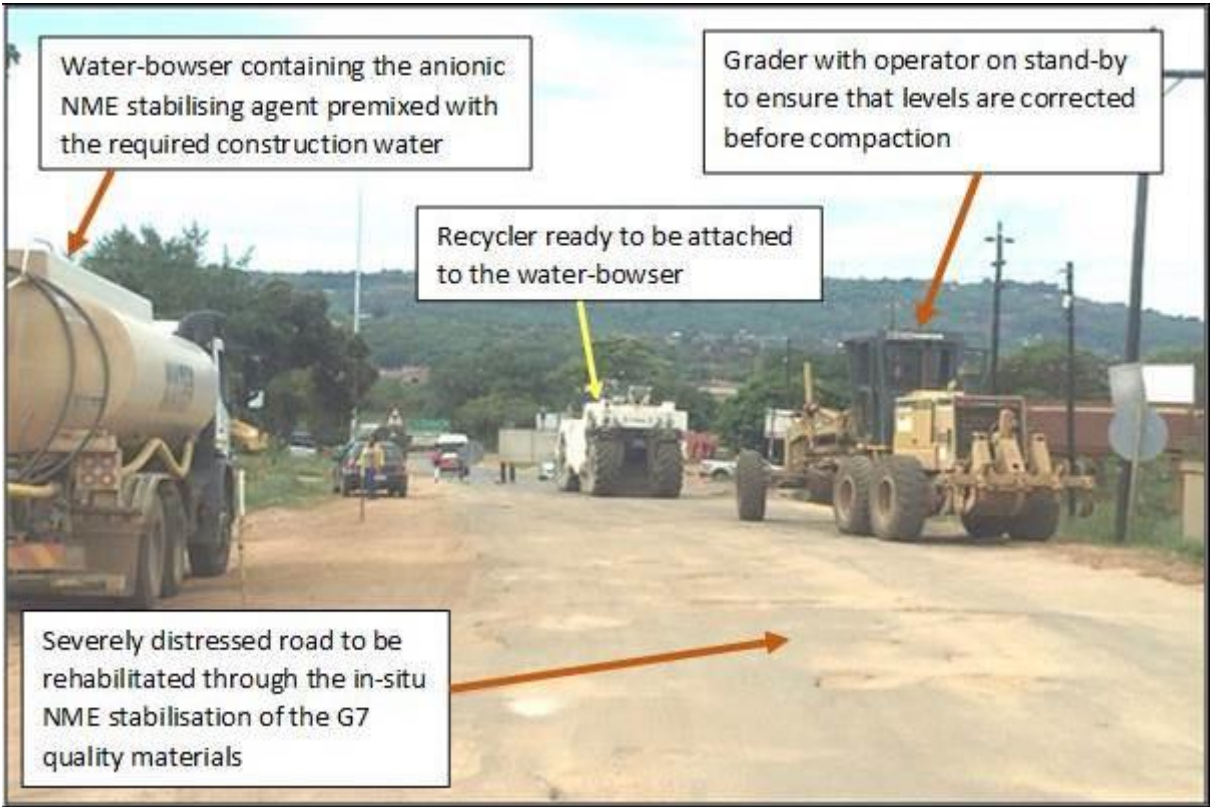 Water-bowser containing the anionic
NME stabilising agent premixed with
the required construction water
Grader with operator on stand-by
to ensure that levels are corrected
before compaction
Recycler ready to be attached
to the water-bowser
Severely distressed road to be
rehabilitated through the in-situ
NME stabilisation of the G7
quality materials